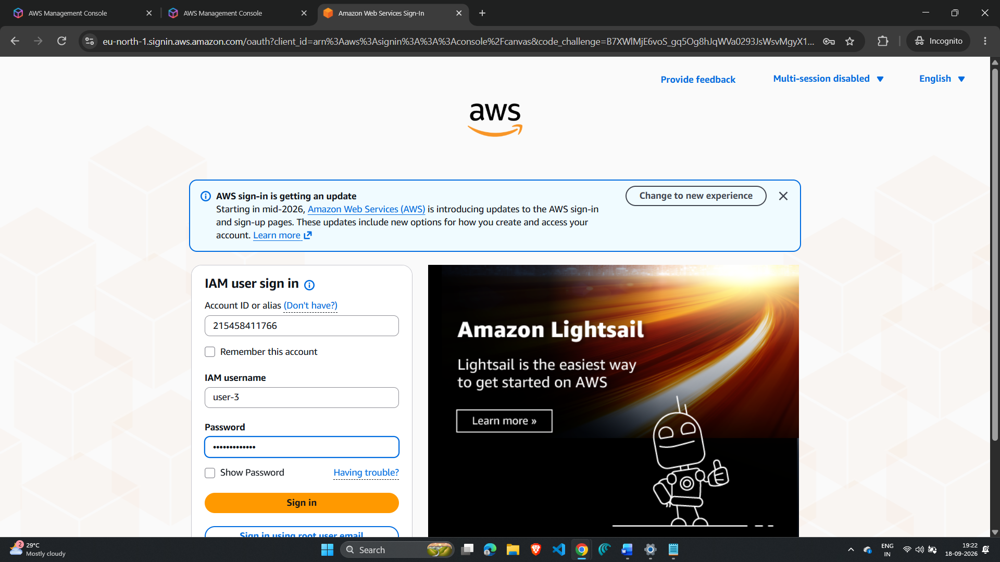 AWS Management Console
AWS Management Console
Amazon Web Services Sign-In
eu-north-1.signin.aws.amazon.com/oauth?client_id=arn%3Aaws%3Asignin%3A%3A%3Aconsole%2Fcanvas&code_challenge=B7XWlMjE6voS_gq5Og8hJqWVa0293JsWsvMgyX1...
Incognito
Provide feedback
Multi-session disabled
English
aws
AWS sign-in is getting an update
Change to new experience
Starting in mid-2026, Amazon Web Services (AWS) is introducing updates to the AWS sign-in
and sign-up pages. These updates include new options for how you create and access your
account. Learn more
IAM user sign in
Account ID or alias (Don't have?)
215458411766
Remember this account
IAM username
user-3
Password
•••••••••••••
Show Password
Having trouble?
Sign in
Sign in using root user email
Amazon Lightsail
Lightsail is the easiest way
to get started on AWS
Learn more »
2
29°C
Mostly cloudy
Search
ENG
IN
19:22
18-09-2026